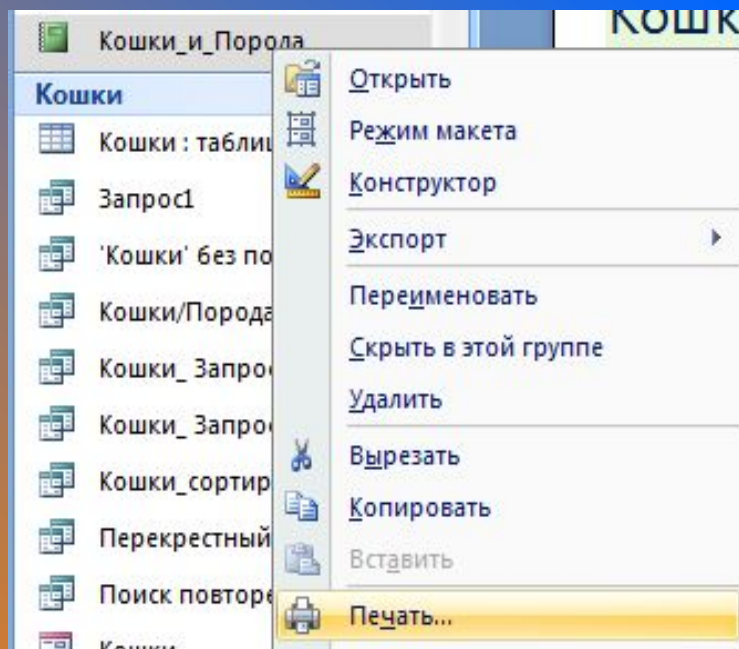 Кошк
Кошки_и_Порода
Кошки
Кошки : таблиц
Запрос1
'Кошки' без по
Кошки/Порода
Кошки_ Запро
Кошки_ Запро
Кошки_сортир
Перекрестный
Поиск повторе
Кошки
Открыть
Режим макета
Конструктор
Экспорт
Переименовать
Скрыть в этой группе
Удалить
Вырезать
Копировать
Вставить
Печать...